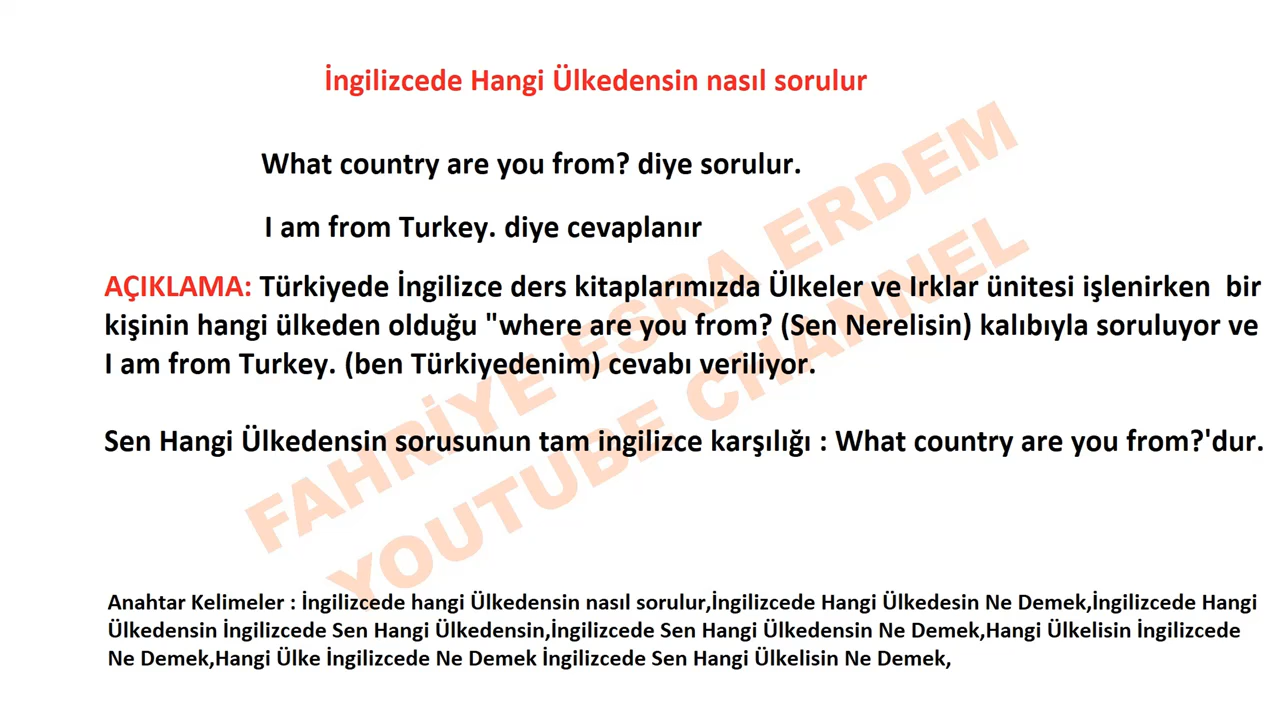 İngilizcede Hangi Ülkedensin nasıl sorulur
What country are you from? diye sorulur.
I am from Turkey. diye cevaplanır
AÇIKLAMA: Türkiyede İngilizce ders kitaplarımızda Ülkeler ve Irklar ünitesi işlenirken bir
kişinin hangi ülkeden olduğu "where are you from? (Sen Nerelisin) kalıbıyla soruluyor ve
I am from Turkey. (ben Türkiyedenim) cevabı veriliyor.
Sen Hangi Ülkedensin sorusunun tam ingilizce karşılığı : What country are you from?'dur.
FAHRİYE ESRA ERDEM
YOUTUBE CHANNEL
Anahtar Kelimeler : İngilizcede hangi Ülkedensin nasıl sorulur,İngilizcede Hangi Ülkedesin Ne Demek,İngilizcede Hangi
Ülkedensin İngilizcede Sen Hangi Ülkedensin,İngilizcede Sen Hangi Ülkedensin Ne Demek,Hangi Ülkelisin İngilizcede
Ne Demek,Hangi Ülke İngilizcede Ne Demek İngilizcede Sen Hangi Ülkelisin Ne Demek,